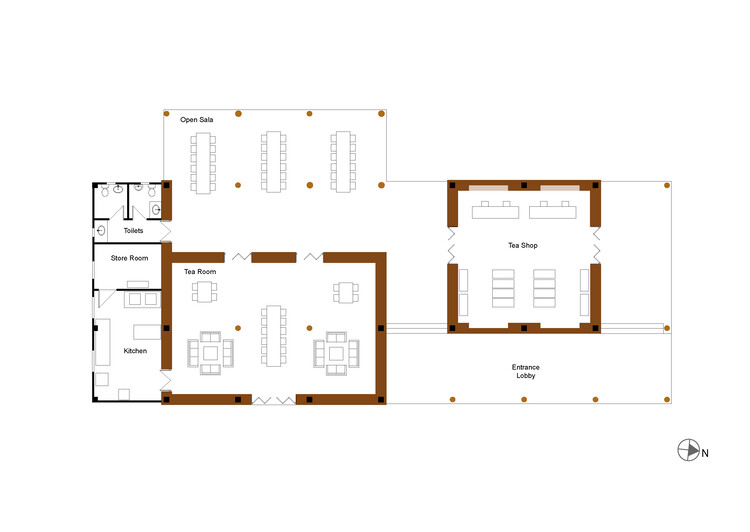 Open Sala
Toilets
Tea Shop
Store Room
Tea Room
Kitchen
Entrance
Lobby
N